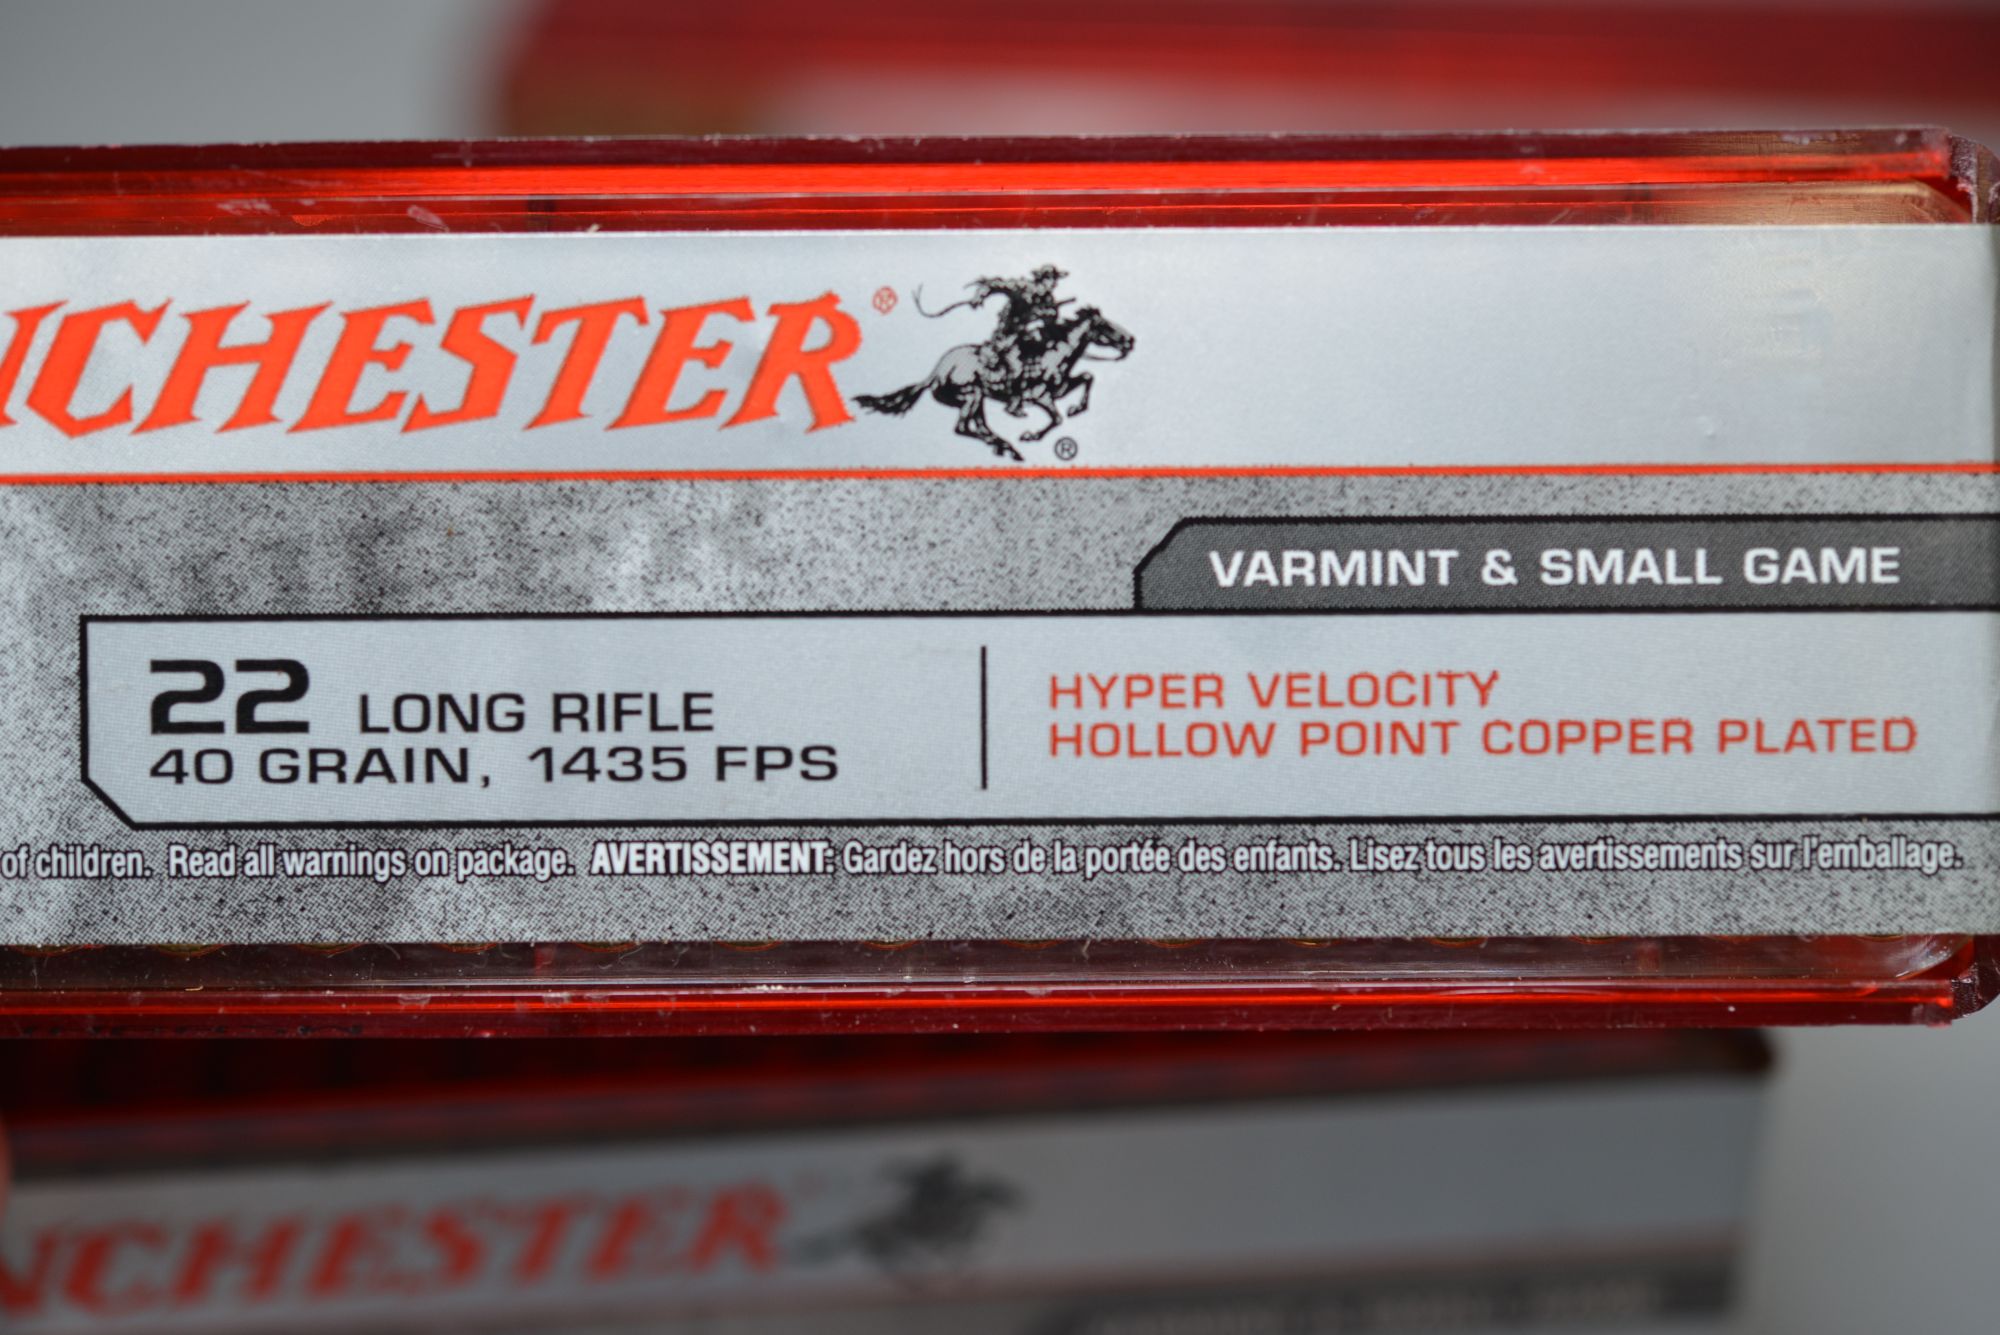 NCHESTER®
®
VARMINT & SMALL GAME
22 LONG RIFLE
40 GRAIN, 1435 FPS
HYPER VELOCITY
HOLLOW POINT COPPER PLATED
of children. Read all warnings on package. AVERTISSEMENT: Gardez hors de la portée des enfants. Lisez tous les avertissements sur l'emballage.
NCHESTER